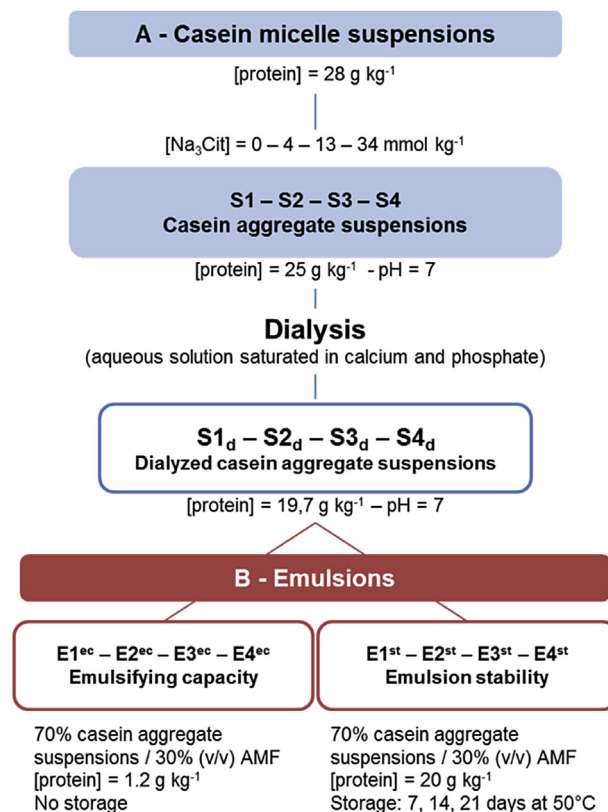 A - Casein micelle suspensions
[protein] = 28 g kg⁻¹
[Na₃Cit] = 0 – 4 – 13 – 34 mmol kg⁻¹
S1 – S2 – S3 – S4
Casein aggregate suspensions
[protein] = 25 g kg⁻¹ - pH = 7
Dialysis
(aqueous solution saturated in calcium and phosphate)
S1d – S2d – S3d – S4d
Dialyzed casein aggregate suspensions
[protein] = 19,7 g kg⁻¹ – pH = 7
B - Emulsions
E1ᵉᶜ – E2ᵉᶜ – E3ᵉᶜ – E4ᵉᶜ
Emulsifying capacity
70% casein aggregate
suspensions / 30% (v/v) AMF
[protein] = 1.2 g kg⁻¹
No storage
E1ˢᵗ – E2ˢᵗ – E3ˢᵗ – E4ˢᵗ
Emulsion stability
70% casein aggregate
suspensions / 30% (v/v) AMF
[protein] = 20 g kg⁻¹
Storage: 7, 14, 21 days at 50°C